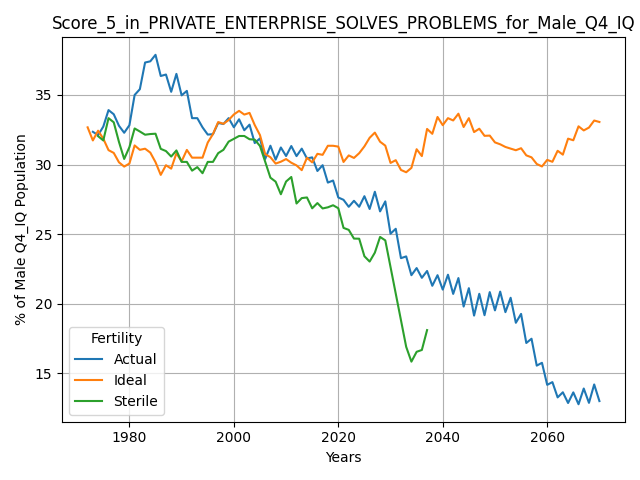 Score_5_in_PRIVATE_ENTERPRISE_SOLVES_PROBLEMS_for_Male_Q4_IQ
% of Male Q4_IQ Population
35
30
25
20
15
Fertility
Actual
Ideal
Sterile
1980
2000
2020
2040
2060
Years